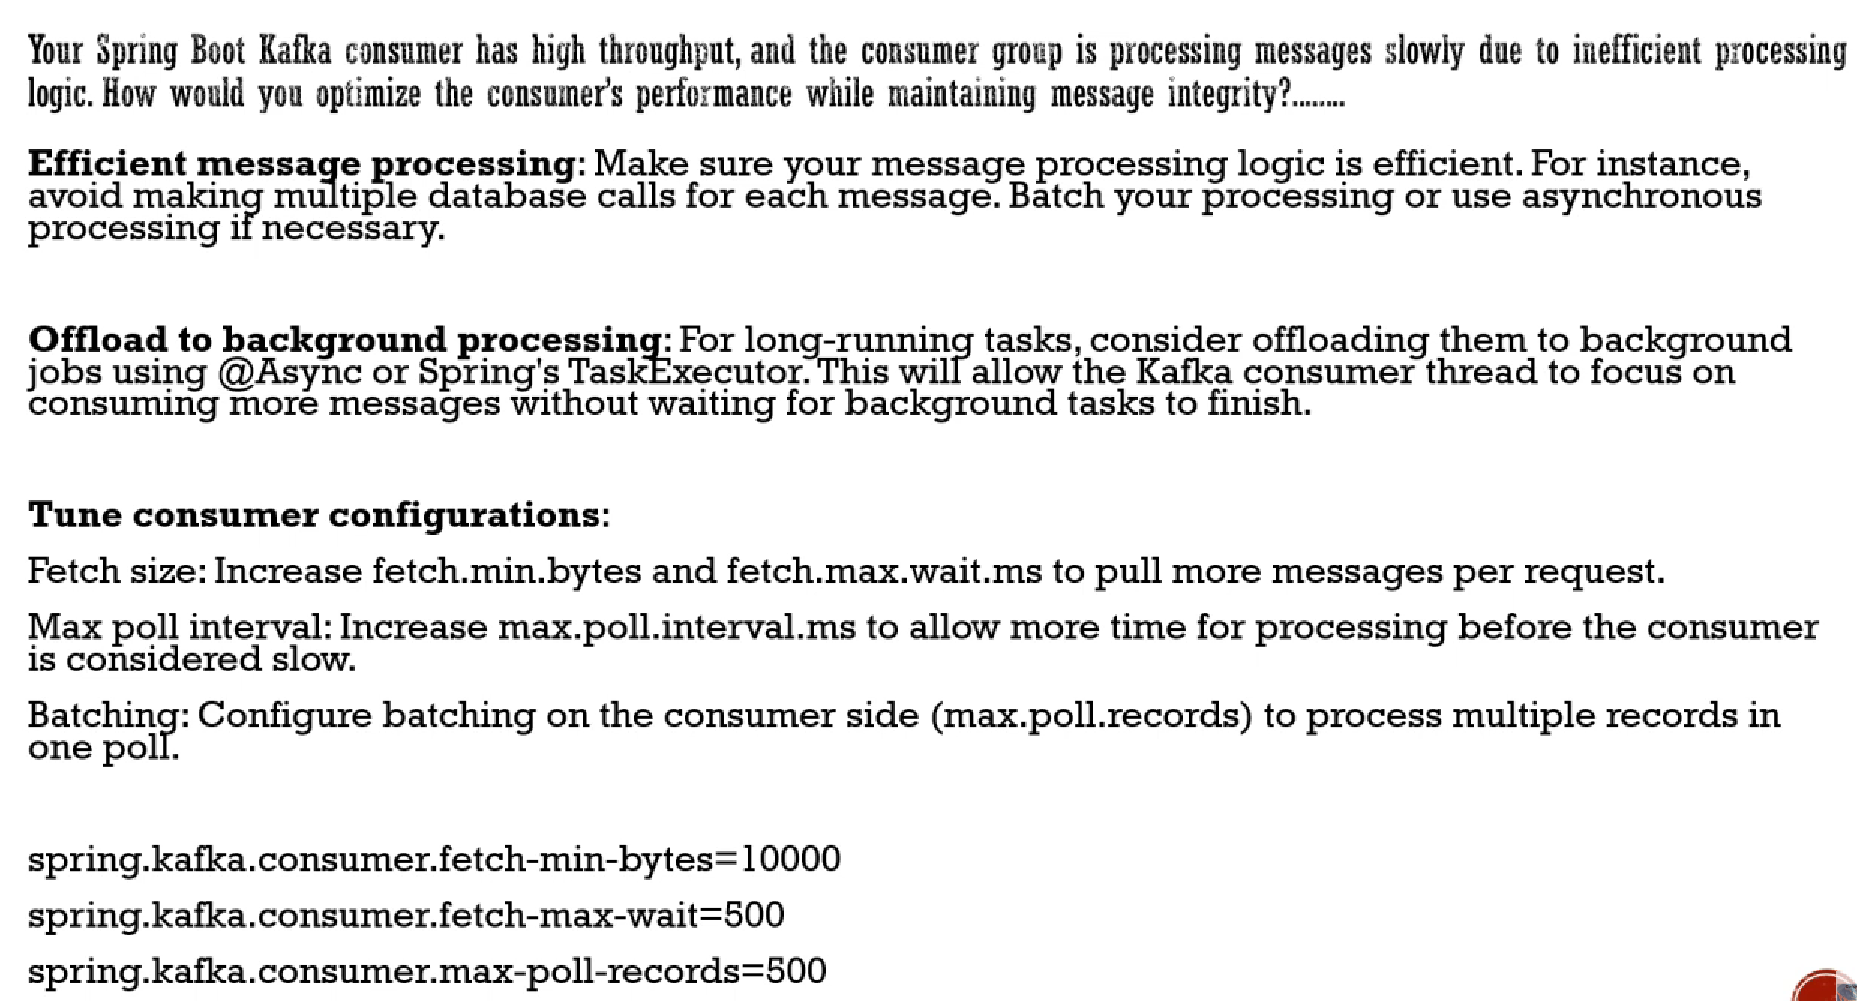 Your Spring Boot Kafka consumer has high throughput, and the consumer group is processing messages slowly due to inefficient processing
logic. How would you optimize the consumer's performance while maintaining message integrity?........
Efficient message processing: Make sure your message processing logic is efficient. For instance,
avoid making multiple database calls for each message. Batch your processing or use asynchronous
processing if necessary.
Offload to background processing: For long-running tasks, consider offloading them to background
jobs using @Async or Spring's TaskExecutor. This will allow the Kafka consumer thread to focus on
consuming more messages without waiting for background tasks to finish.
Tune consumer configurations:
Fetch size: Increase fetch.min.bytes and fetch.max.wait.ms to pull more messages per request.
Max poll interval: Increase max.poll.interval.ms to allow more time for processing before the consumer
is considered slow.
Batching: Configure batching on the consumer side (max.poll.records) to process multiple records in
one poll.
spring.kafka.consumer.fetch-min-bytes=10000
spring.kafka.consumer.fetch-max-wait=500
spring.kafka.consumer.max-poll-records=500